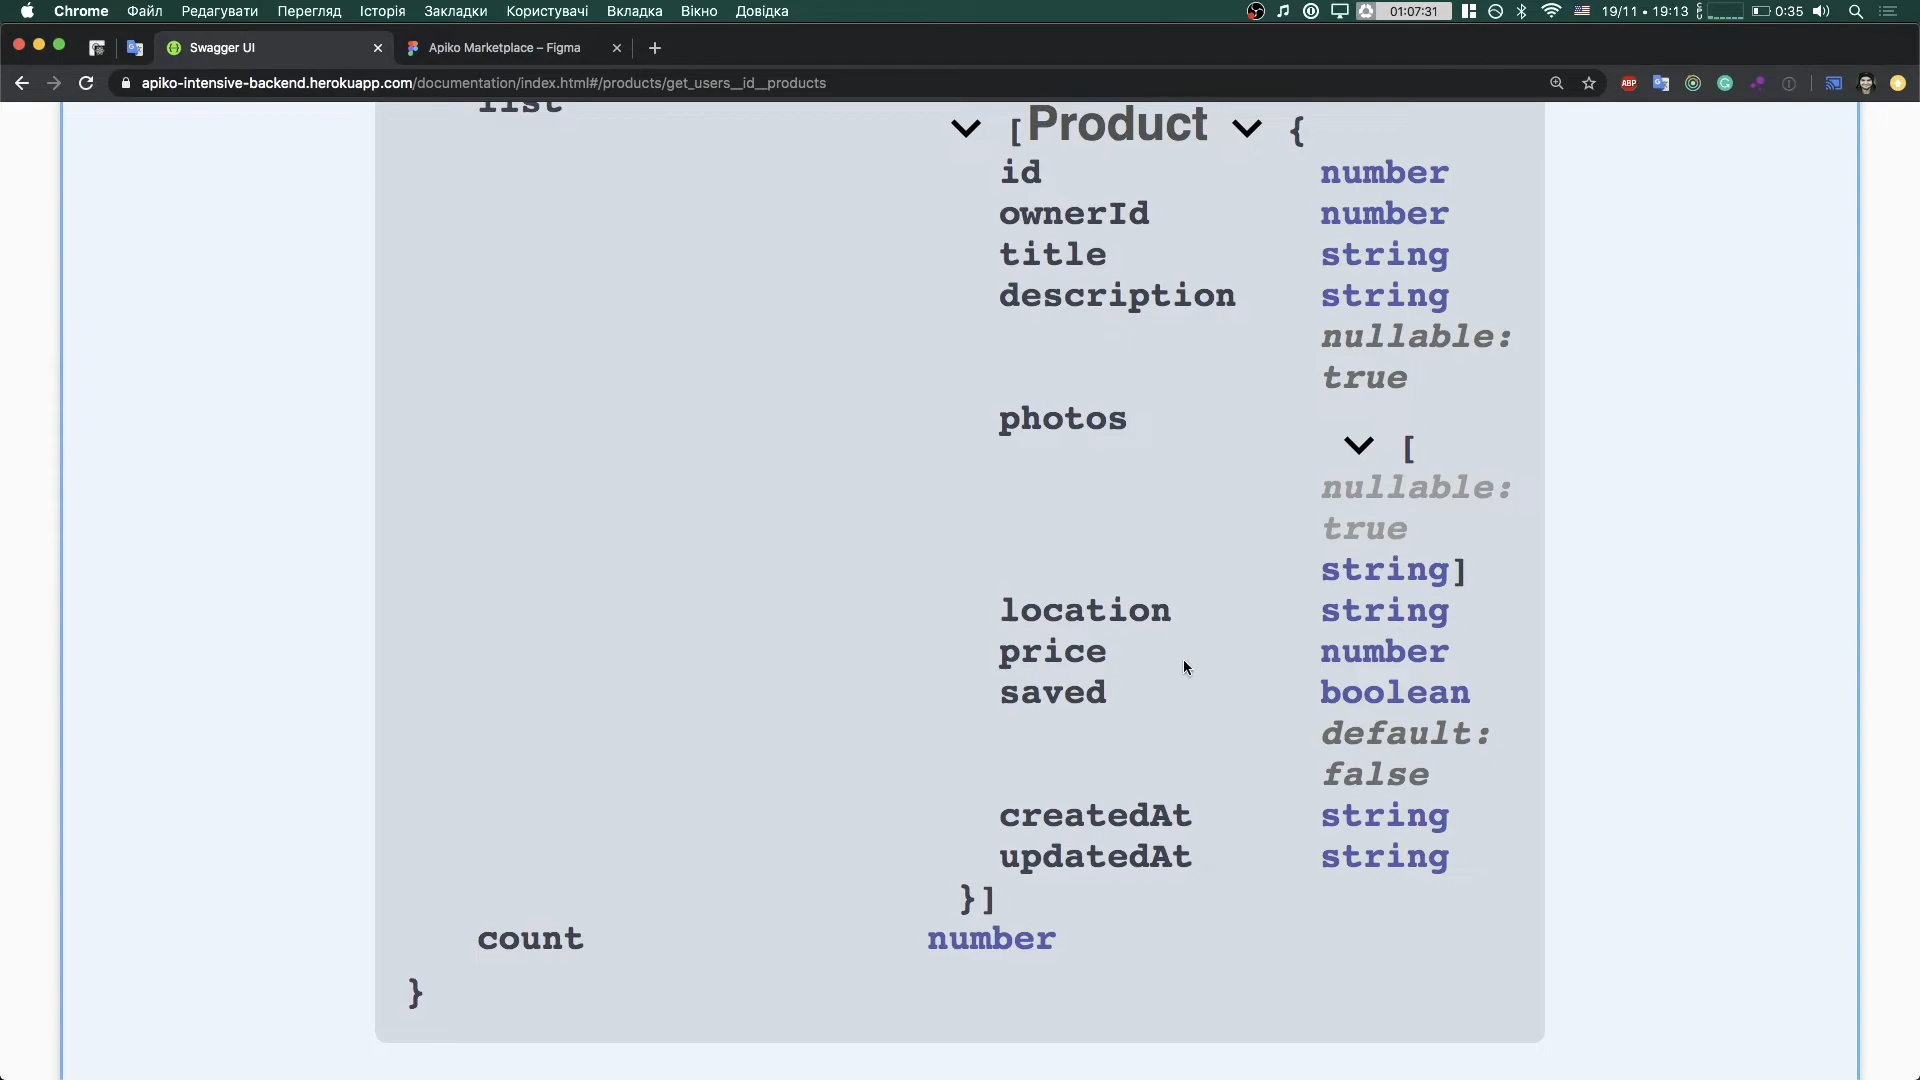 Chrome Файл Редагувати Перегляд Історія Закладки Користувачі Вкладка Вікно Довідка 01:07:31 19/11 • 19:13 0:35
Swagger UI Apiko Marketplace – Figma
apiko-intensive-backend.herokuapp.com/documentation/index.html#/products/get_users__id__products ABP
list
[Product {
id number
ownerId number
title string
description string
nullable:
true
photos
[
nullable:
true
string]
location string
price number
saved boolean
default:
false
createdAt string
updatedAt string
}]
count number
}